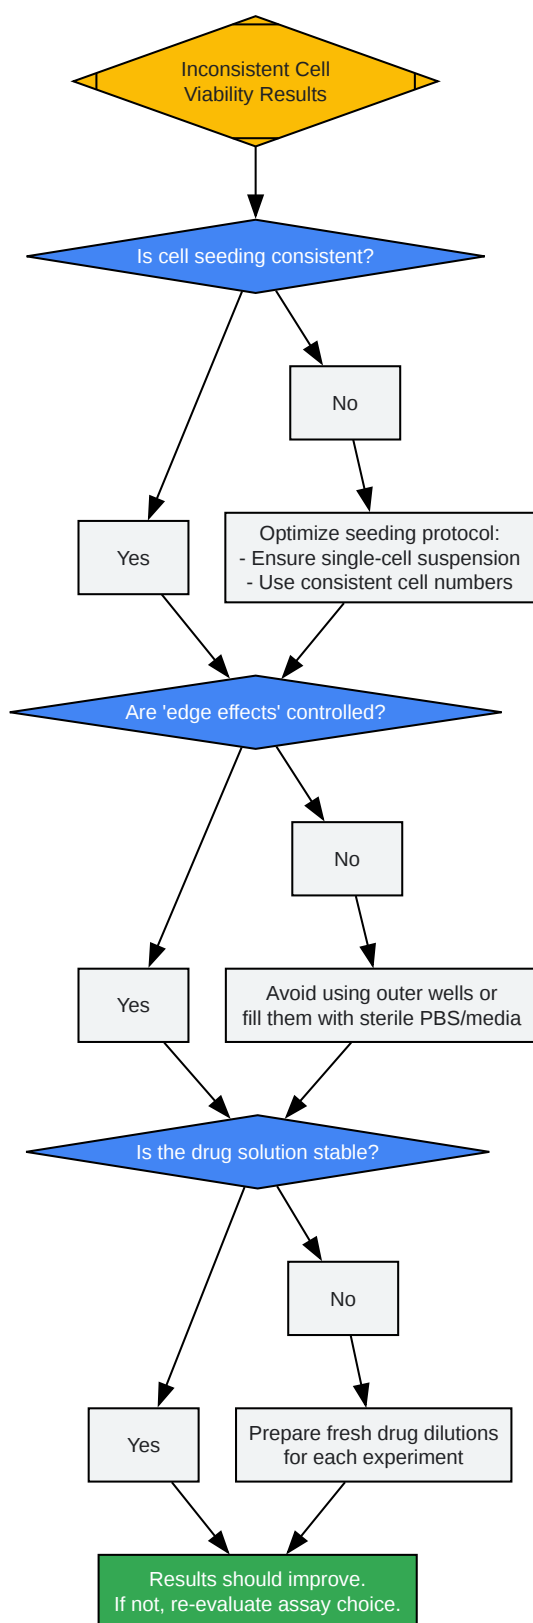 Inconsistent Cell
Viability Results
Is cell seeding consistent?
No
Yes
Optimize seeding protocol:
- Ensure single-cell suspension
- Use consistent cell numbers
Are 'edge effects' controlled?
No
Yes
Avoid using outer wells or
fill them with sterile PBS/media
Is the drug solution stable?
No
Yes
Prepare fresh drug dilutions
for each experiment
Results should improve.
If not, re-evaluate assay choice.